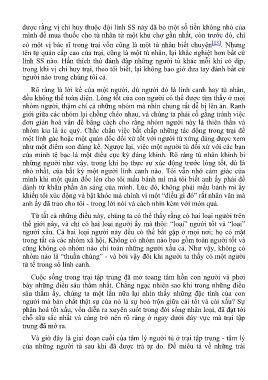 được rằng vị chỉ huy thuộc đội lính SS này đã bỏ một số tiền không nhỏ của
mình để mua thuốc cho tù nhân từ một khu chợ gần nhất, còn trước đó, chỉ
có một vị bác sĩ trong trại vốn cũng là một tù nhân biết chuyện. Nhưng
tên tự quản cấp cao của trại, cũng là một tù nhân, lại khắc nghiệt hơn bất cứ
lính SS nào. Hắn thích thú đánh đập những người tù khác mỗi khi có dịp,
trong khi vị chỉ huy trại, theo tôi biết, lại không bao giờ đưa tay đánh bất cứ
người nào trong chúng tôi cả.
Rõ ràng là lời kể của một người, dù người đó là lính canh hay tù nhân,
đều không thể toàn diện. Lòng tốt của con người có thể được tìm thấy ở mọi
nhóm người, thậm chí cả những nhóm mà nhìn chung rất dễ bị lên án. Ranh
giới giữa các nhóm lại chồng chéo nhau, và chúng ta phải cố gắng tránh việc
đơn giản hoá vấn đề bằng cách cho rằng nhóm người này là thiên thần và
nhóm kia là ác quỷ. Chắc chắn việc bất chấp những tác động trong trại để
một lính gác hoặc một quản đốc đối xử tốt với người tù xứng đáng được xem
như một điểm son đáng kể. Ngược lại, việc một người tù đối xử với các bạn
của mình tệ bạc là một điều cực kỳ đáng khinh. Rõ ràng tù nhân khinh bỉ
những người như vậy, trong khi họ thực sự xúc động trước lòng tốt, dù là
nhỏ nhất, của bất kỳ một người lính canh nào. Tôi vẫn nhớ cảm giác của
mình khi một quản đốc lén cho tôi mẩu bánh mì mà tôi biết anh ấy phải để
dành từ khẩu phần ăn sáng của mình. Lúc đó, không phải mẩu bánh mì ấy
khiến tôi xúc động và bật khóc mà chính vì một “điều gì đó” rất nhân văn mà
anh ấy đã trao cho tôi - trong lời nói và cách nhìn kèm với món quà.
Từ tất cả những điều này, chúng ta có thể thấy rằng có hai loại người trên
thế giới này, và chỉ có hai loại người ấy mà thôi: “loại” người tốt và “loại”
người xấu. Cả hai loại người này đều có thể bắt gặp ở mọi nơi; họ có mặt
trong tất cả các nhóm xã hội. Không có nhóm nào bao gồm toàn người tốt và
cũng không có nhóm nào chỉ toàn những người xấu cả. Như vậy, không có
nhóm nào là “thuần chủng” - và bởi vậy đôi khi người ta thấy có một người
tử tế trong số lính canh.
Cuộc sống trong trại tập trung đã mở toang tâm hồn con người và phơi
bày những điều sâu thẳm nhất. Chẳng ngạc nhiên sao khi trong những điều
sâu thẳm ấy, chúng ta một lần nữa lại nhìn thấy những đặc tính của con
người mà bản chất thật sự của nó là sự hoà trộn giữa cái tốt và cái xấu? Sự
phân hoá tốt xấu, vốn diễn ra xuyên suốt trong đời sống nhân loại, đã đạt tới
chỗ sâu sắc nhất và càng trở nên rõ ràng ở ngay dưới đáy vực mà trại tập
trung đã mở ra.
Và giờ đây là giai đoạn cuối của tâm lý người tù ở trại tập trung - tâm lý
của những người tù sau khi đã được trả tự do. Để miêu tả về những trải